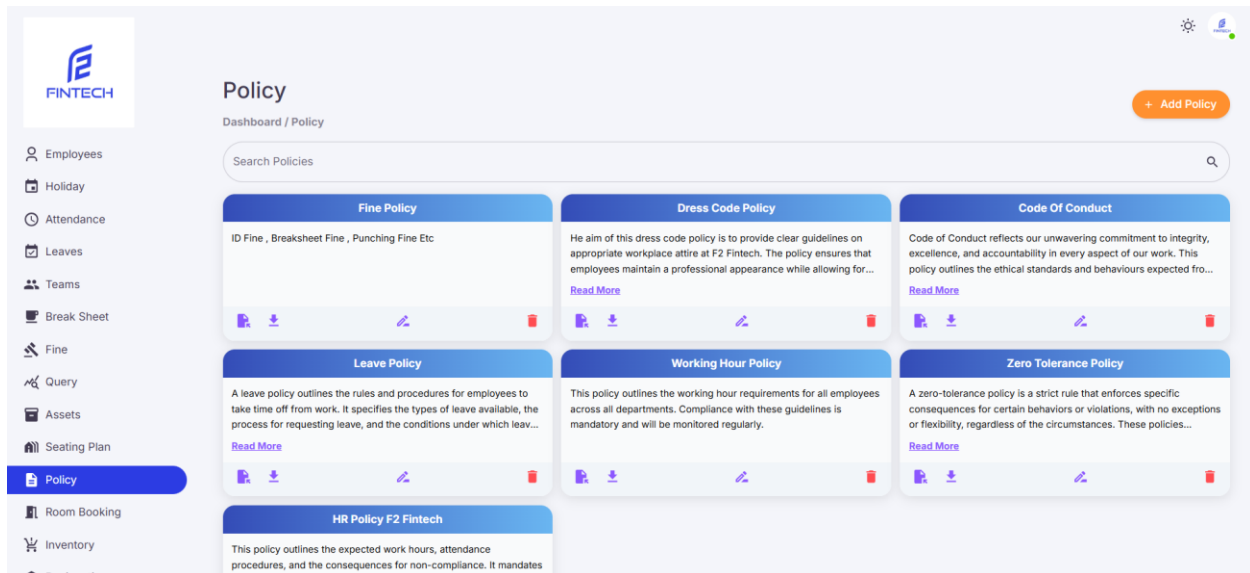 FINTECH
Employees
Holiday
Attendance
Leaves
Teams
Break Sheet
Fine
Query
Assets
Seating Plan
Policy
Room Booking
Inventory
FINTECH
Policy
Dashboard / Policy
+ Add Policy
Search Policies
Fine Policy
ID Fine , Breaksheet Fine , Punching Fine Etc
Dress Code Policy
He aim of this dress code policy is to provide clear guidelines on
appropriate workplace attire at F2 Fintech. The policy ensures that
employees maintain a professional appearance while allowing for...
Read More
Code Of Conduct
Code of Conduct reflects our unwavering commitment to integrity,
excellence, and accountability in every aspect of our work. This
policy outlines the ethical standards and behaviours expected fro...
Read More
Leave Policy
A leave policy outlines the rules and procedures for employees to
take time off from work. It specifies the types of leave available, the
process for requesting leave, and the conditions under which leav...
Read More
Working Hour Policy
This policy outlines the working hour requirements for all employees
across all departments. Compliance with these guidelines is
mandatory and will be monitored regularly.
Zero Tolerance Policy
A zero-tolerance policy is a strict rule that enforces specific
consequences for certain behaviors or violations, with no exceptions
or flexibility, regardless of the circumstances. These policies...
Read More
HR Policy F2 Fintech
This policy outlines the expected work hours, attendance
procedures, and the consequences for non-compliance. It mandates